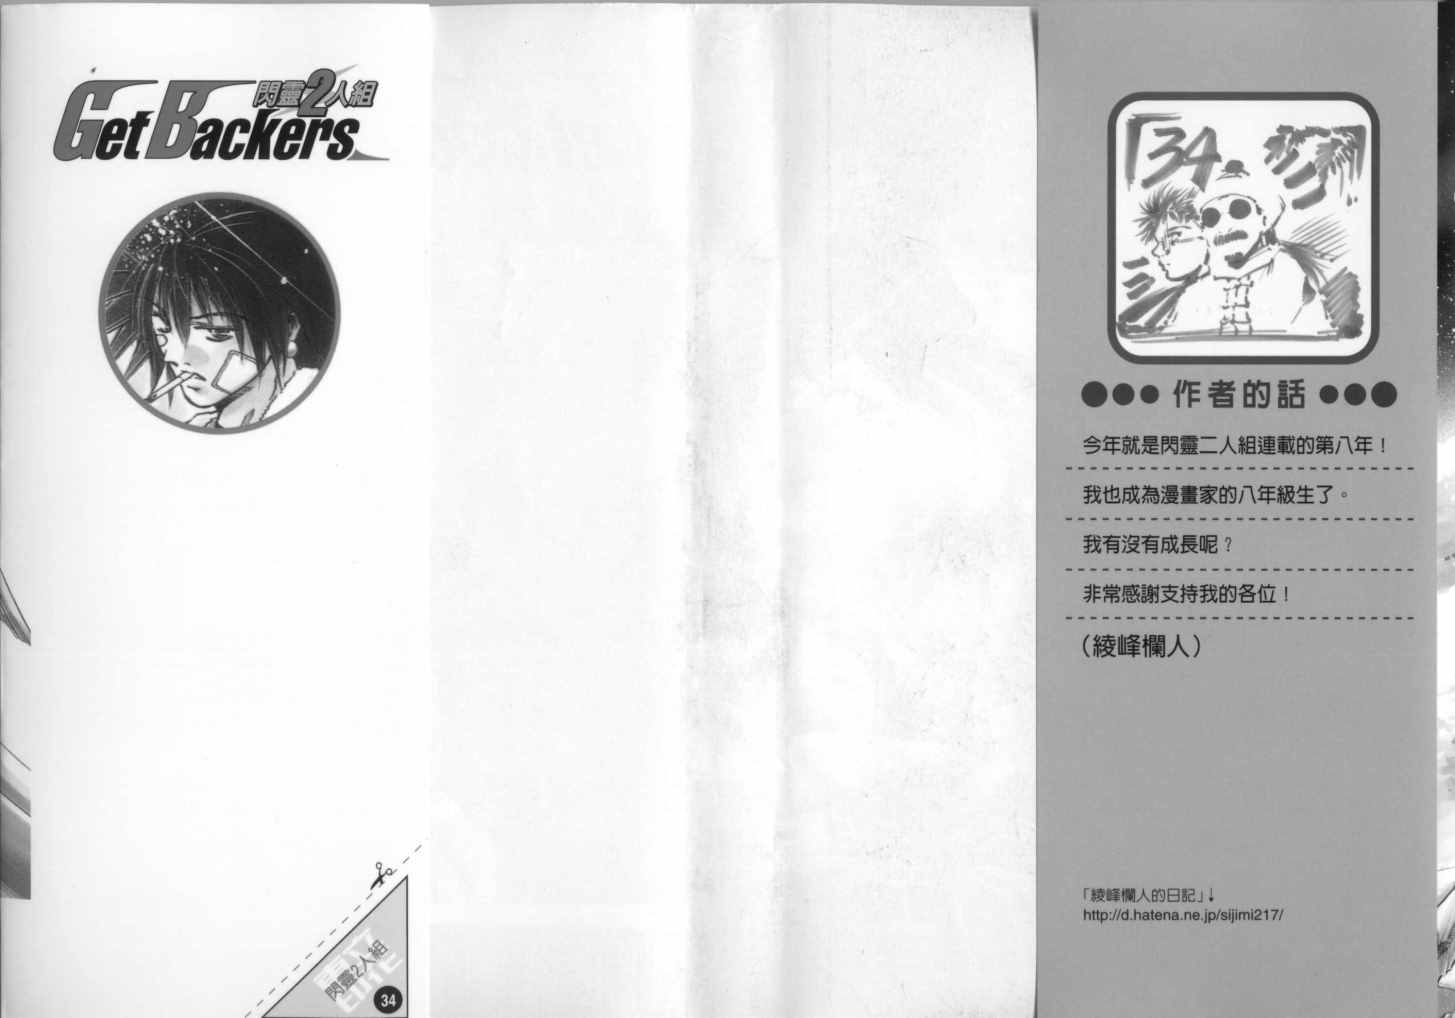 閃靈2人組
Get Backers
閃靈2人組
34
「34
作者的話
今年就是閃靈二人組連載的第八年！
我也成為漫畫家的八年級生了。
我有沒有成長呢？
非常感謝支持我的各位！
（綾峰欄人）
「綾峰欄人的日記」↓
http://d.hatena.ne.jp/sijimi217/